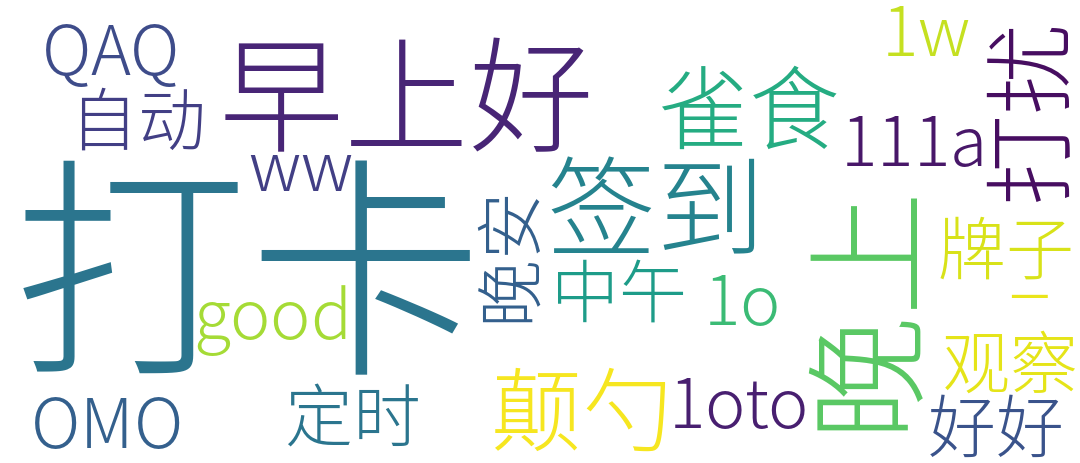 QAQ
早上好
1w
自动
雀食
打扰
111a
ww
打卡
签到
晚安
中午
晚上
牌子
good
1o
一
观察
OMO
定时
颠勺
1oto
好好